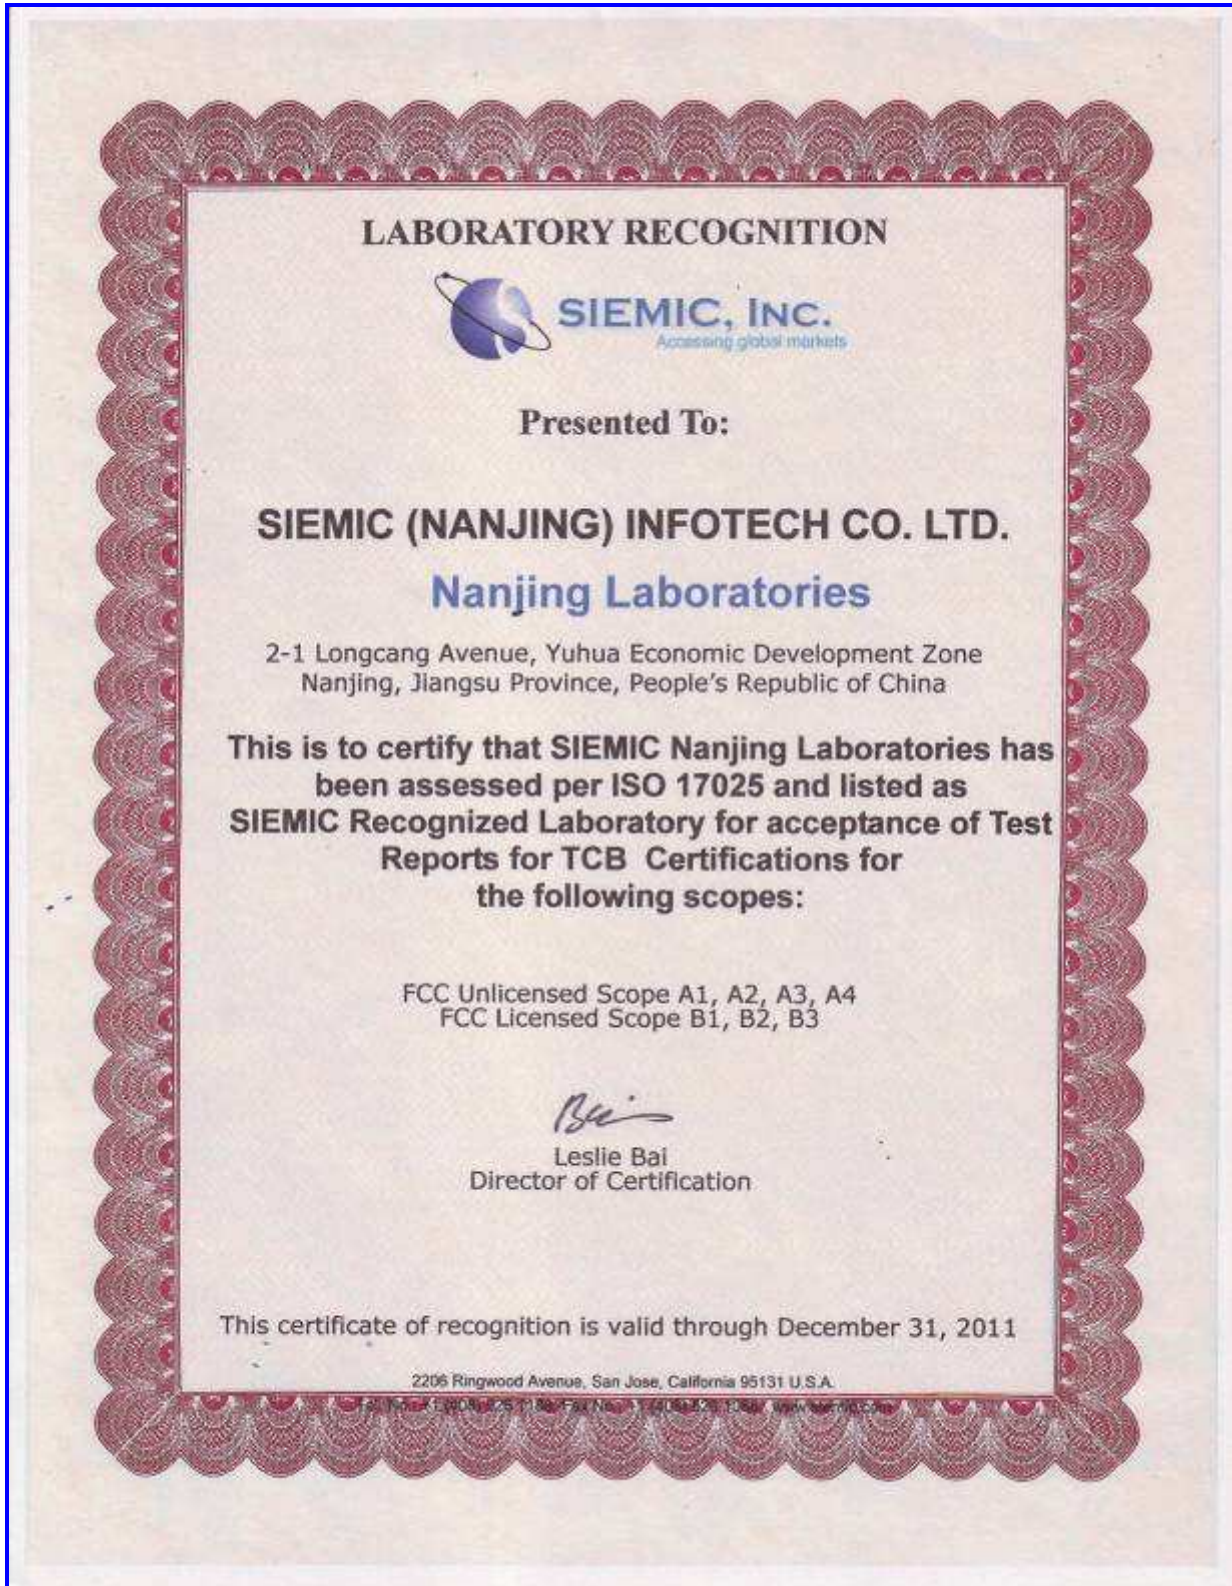 LABORATORY RECOGNITION
SIEMIC, INC.
Accessing global markets
Presented To:
SIEMIC (NANJING) INFOTECH CO. LTD.
Nanjing Laboratories
2-1 Longcang Avenue, Yuhua Economic Development Zone
Nanjing, Jiangsu Province, People's Republic of China
This is to certify that SIEMIC Nanjing Laboratories has
been assessed per ISO 17025 and listed as
SIEMIC Recognized Laboratory for acceptance of Test
Reports for TCB Certifications for
the following scopes:
FCC Unlicensed Scope A1, A2, A3, A4
FCC Licensed Scope B1, B2, B3
Bai
Leslie Bai
Director of Certification
This certificate of recognition is valid through December 31, 2011
2206 Ringwood Avenue, San Jose, California 95131 U.S.A.